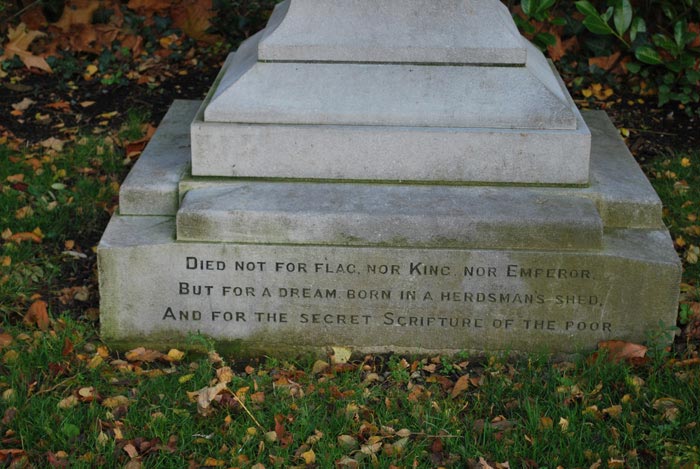 Died not for flag, nor King, nor Emperor,
But for a dream, born in a herdsman's shed,
And for the secret Scripture of the poor